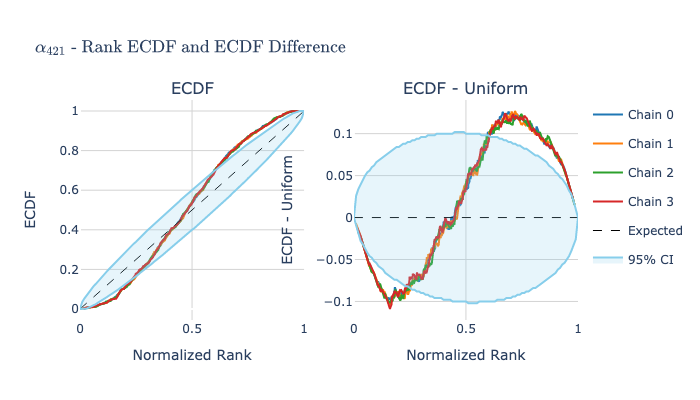 α421 - Rank ECDF and ECDF Difference
ECDF
ECDF - Uniform
1
0.8
0.6
0.4
0.2
0
0
0.5
1
ECDF
Normalized Rank
0.1
0.05
0
−0.05
−0.1
0
0.5
1
ECDF - Uniform
Normalized Rank
Chain 0
Chain 1
Chain 2
Chain 3
Expected
95% CI